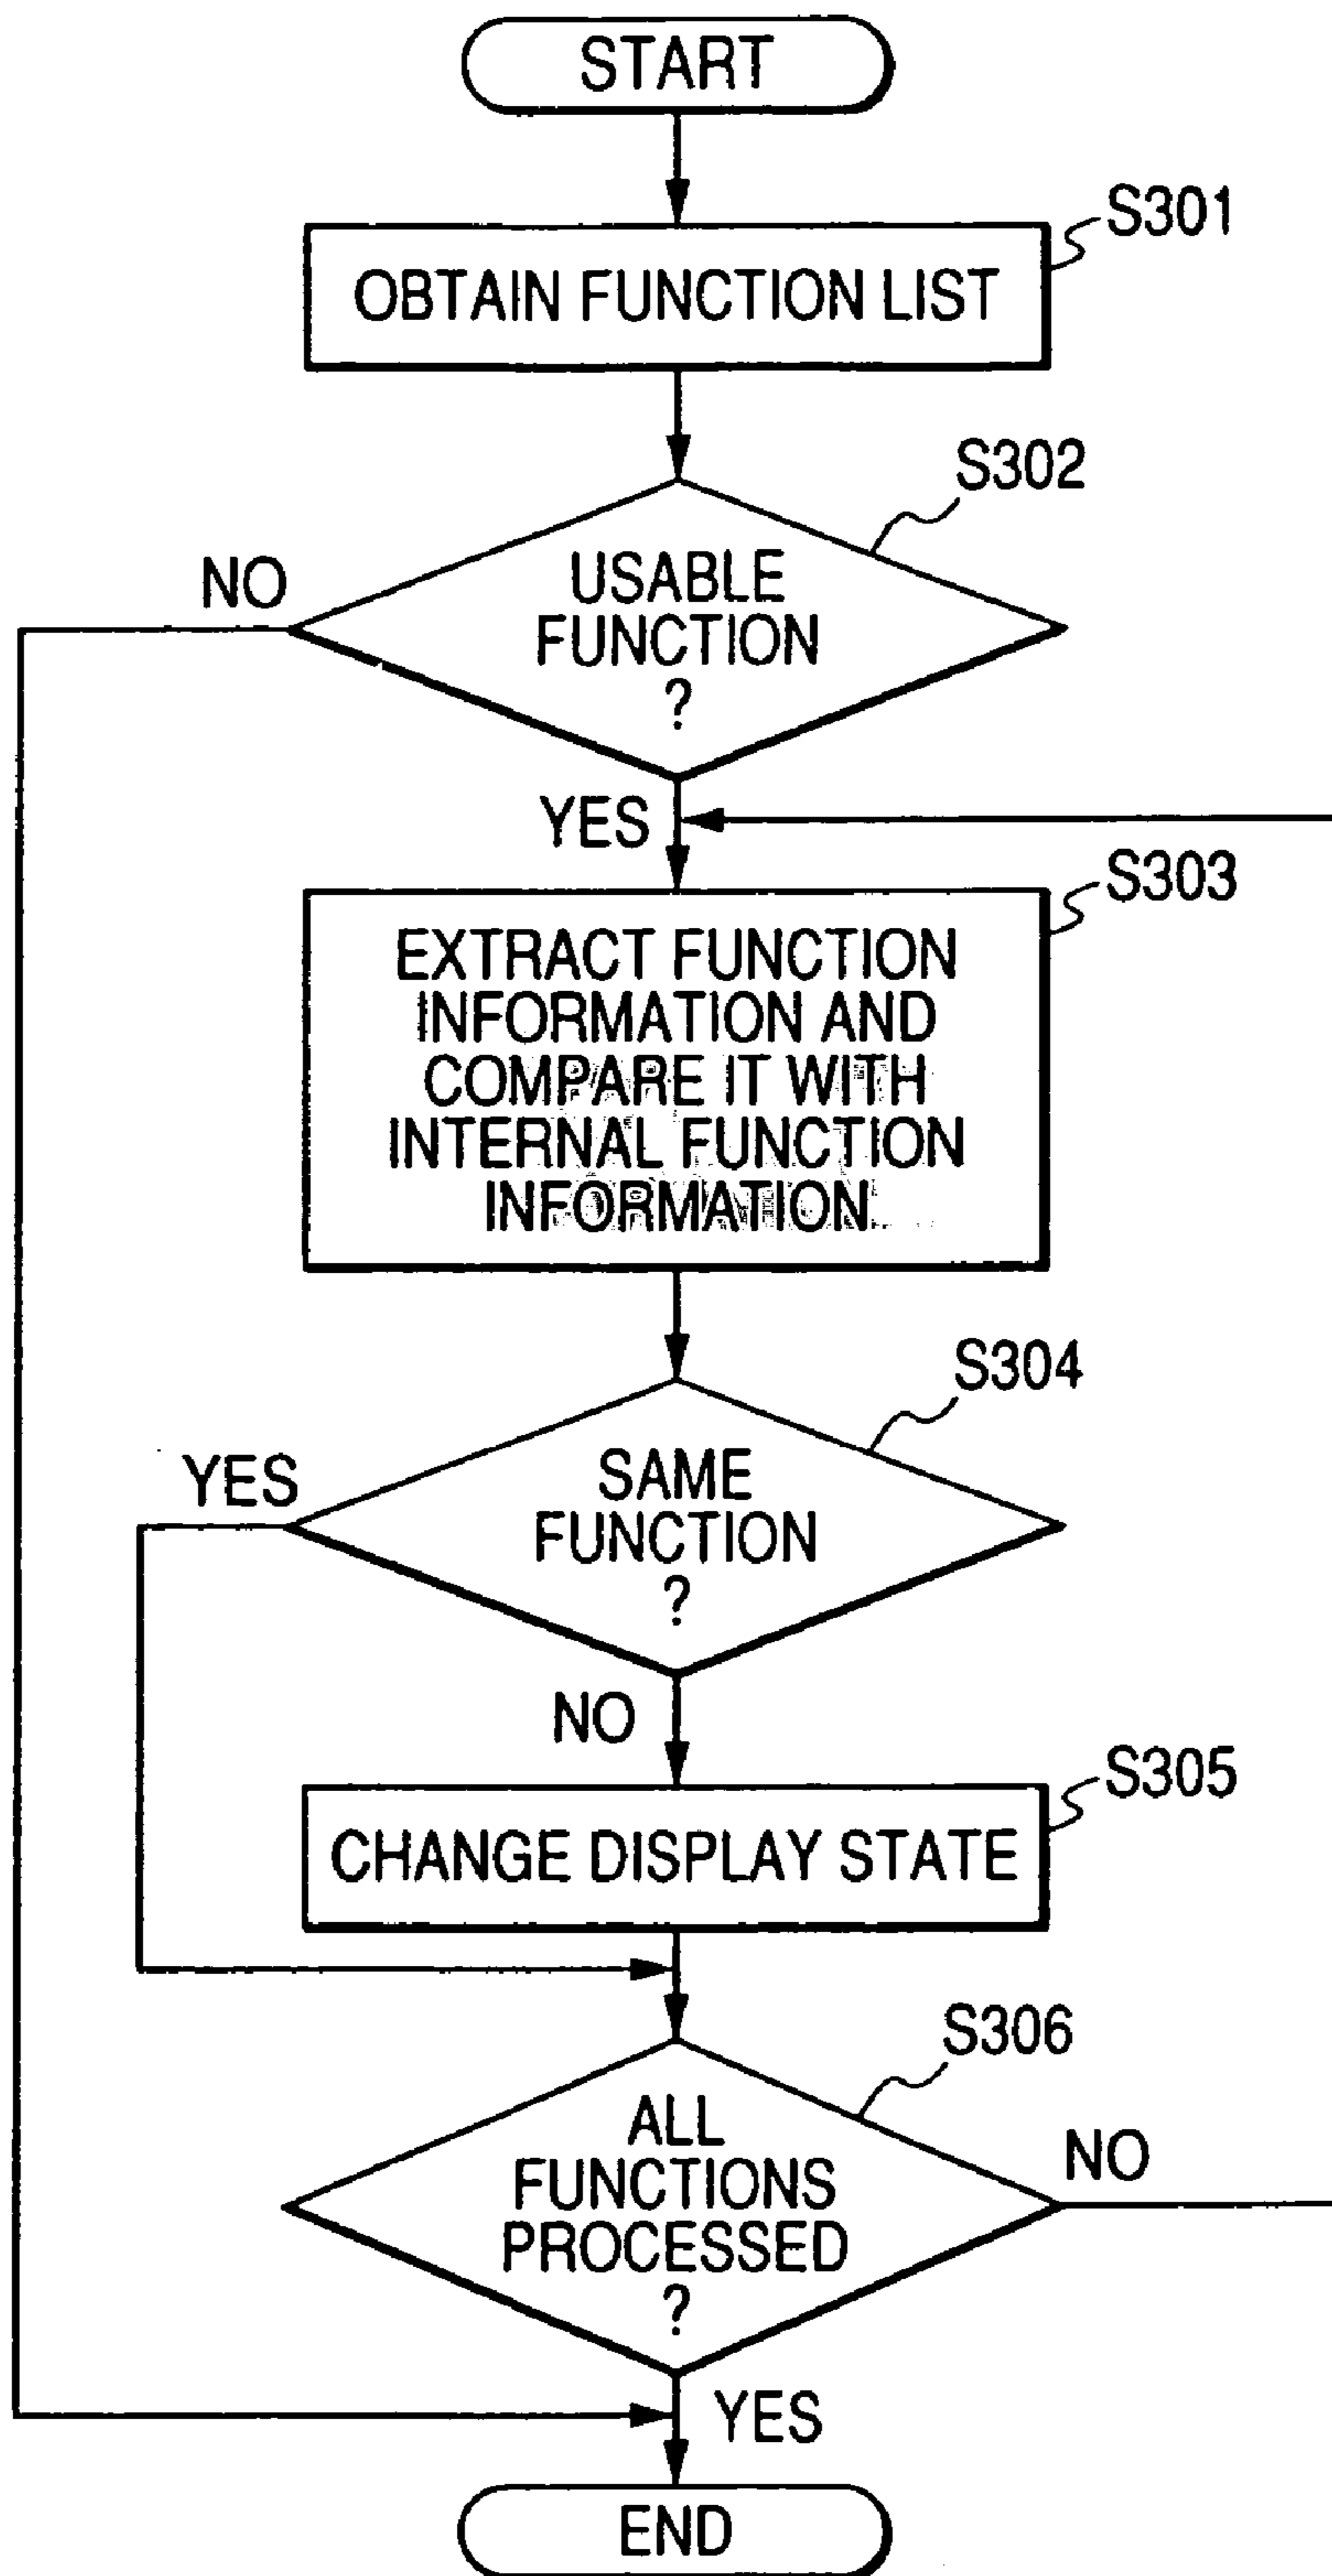 START
S301
OBTAIN FUNCTION LIST
S302
NO
USABLE
FUNCTION
?
YES
S303
EXTRACT FUNCTION
INFORMATION AND
COMPARE IT WITH
INTERNAL FUNCTION
INFORMATION
S304
YES
SAME
FUNCTION
?
NO
S305
CHANGE DISPLAY STATE
S306
ALL
FUNCTIONS
PROCESSED
?
NO
YES
END